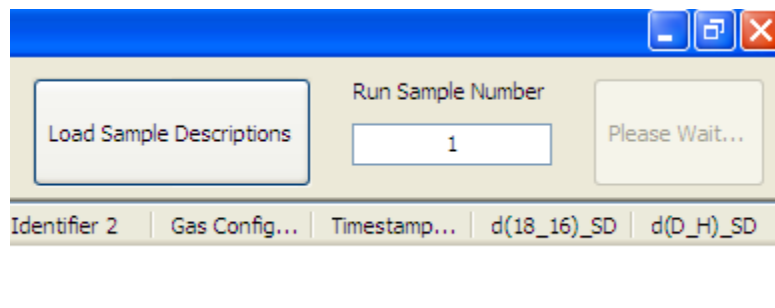 Run Sample Number
Load Sample Descriptions 1 Please Wait...
Identifier 2 Gas Config... Timestamp... d(18_16)_SD d(D_H)_SD